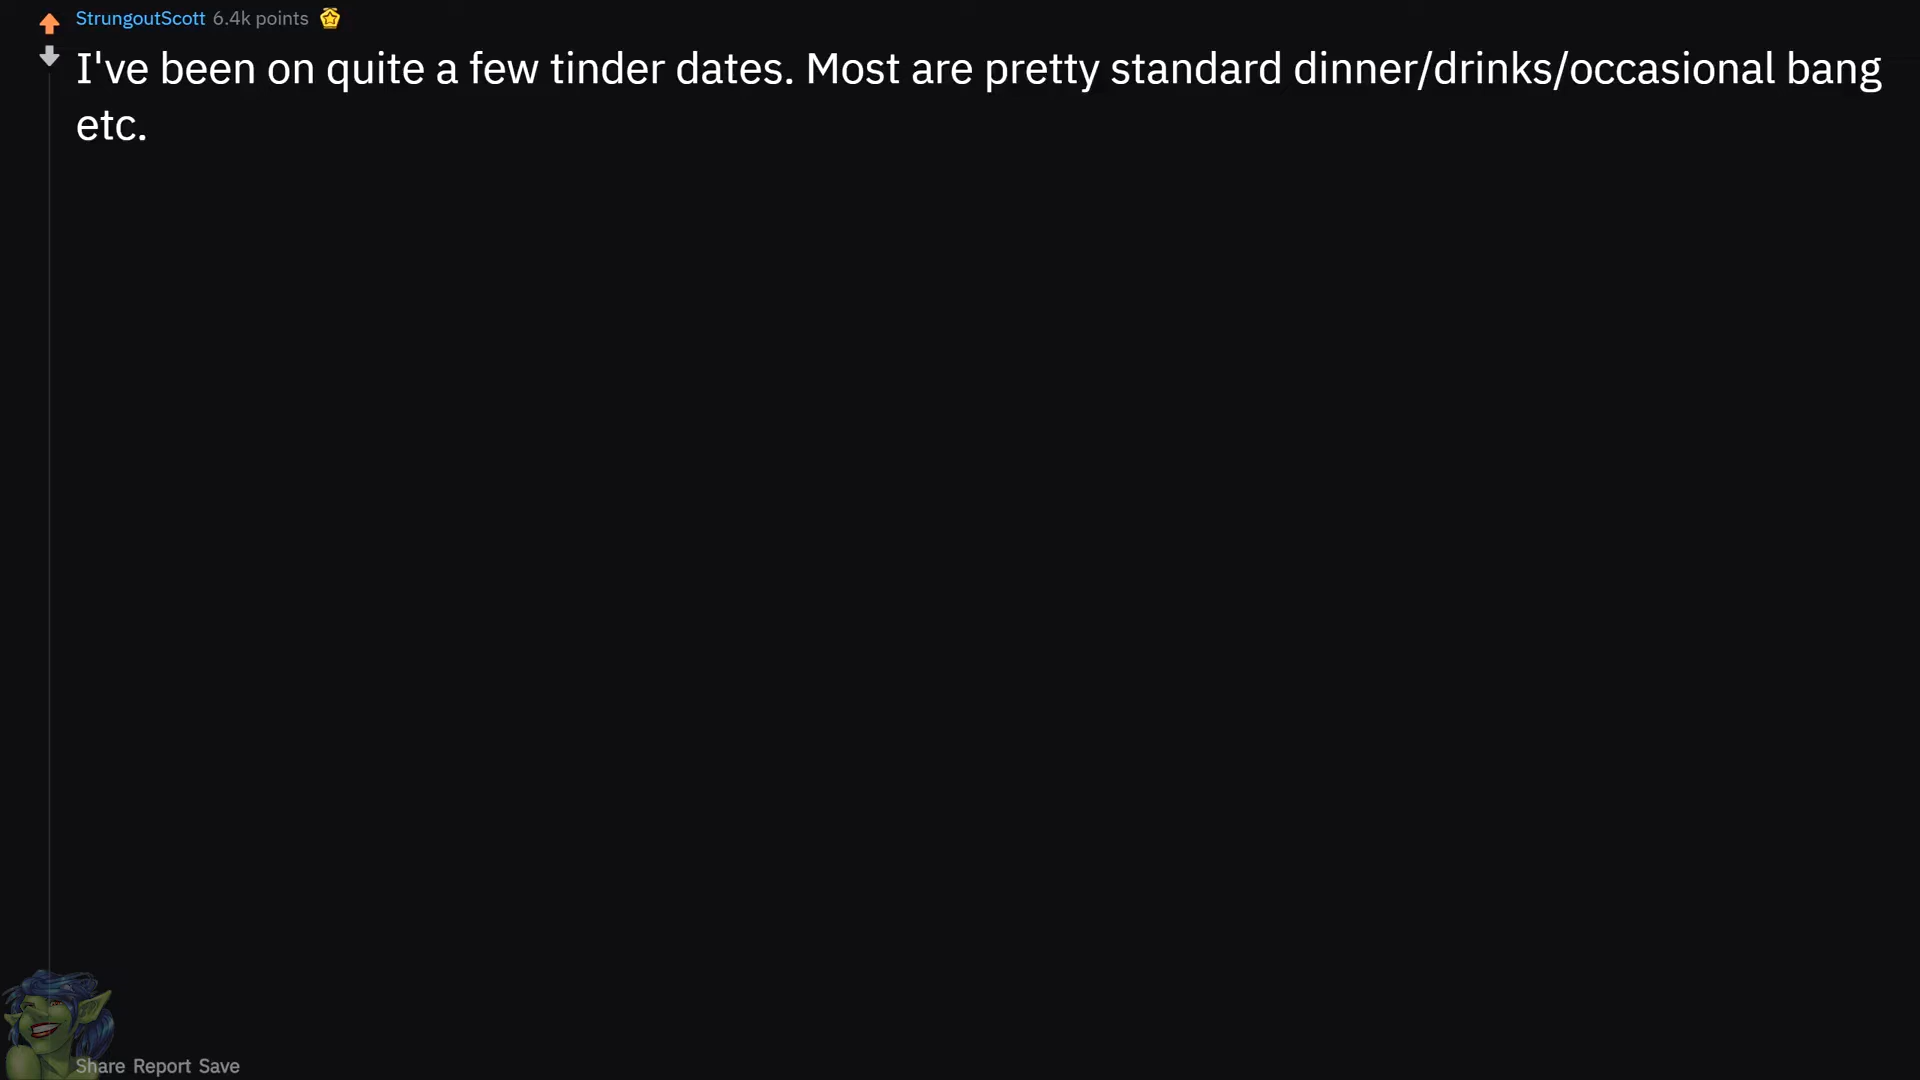 StrungoutScott 6.4k points
I've been on quite a few tinder dates. Most are pretty standard dinner/drinks/occasional bang
etc.
Share Report Save